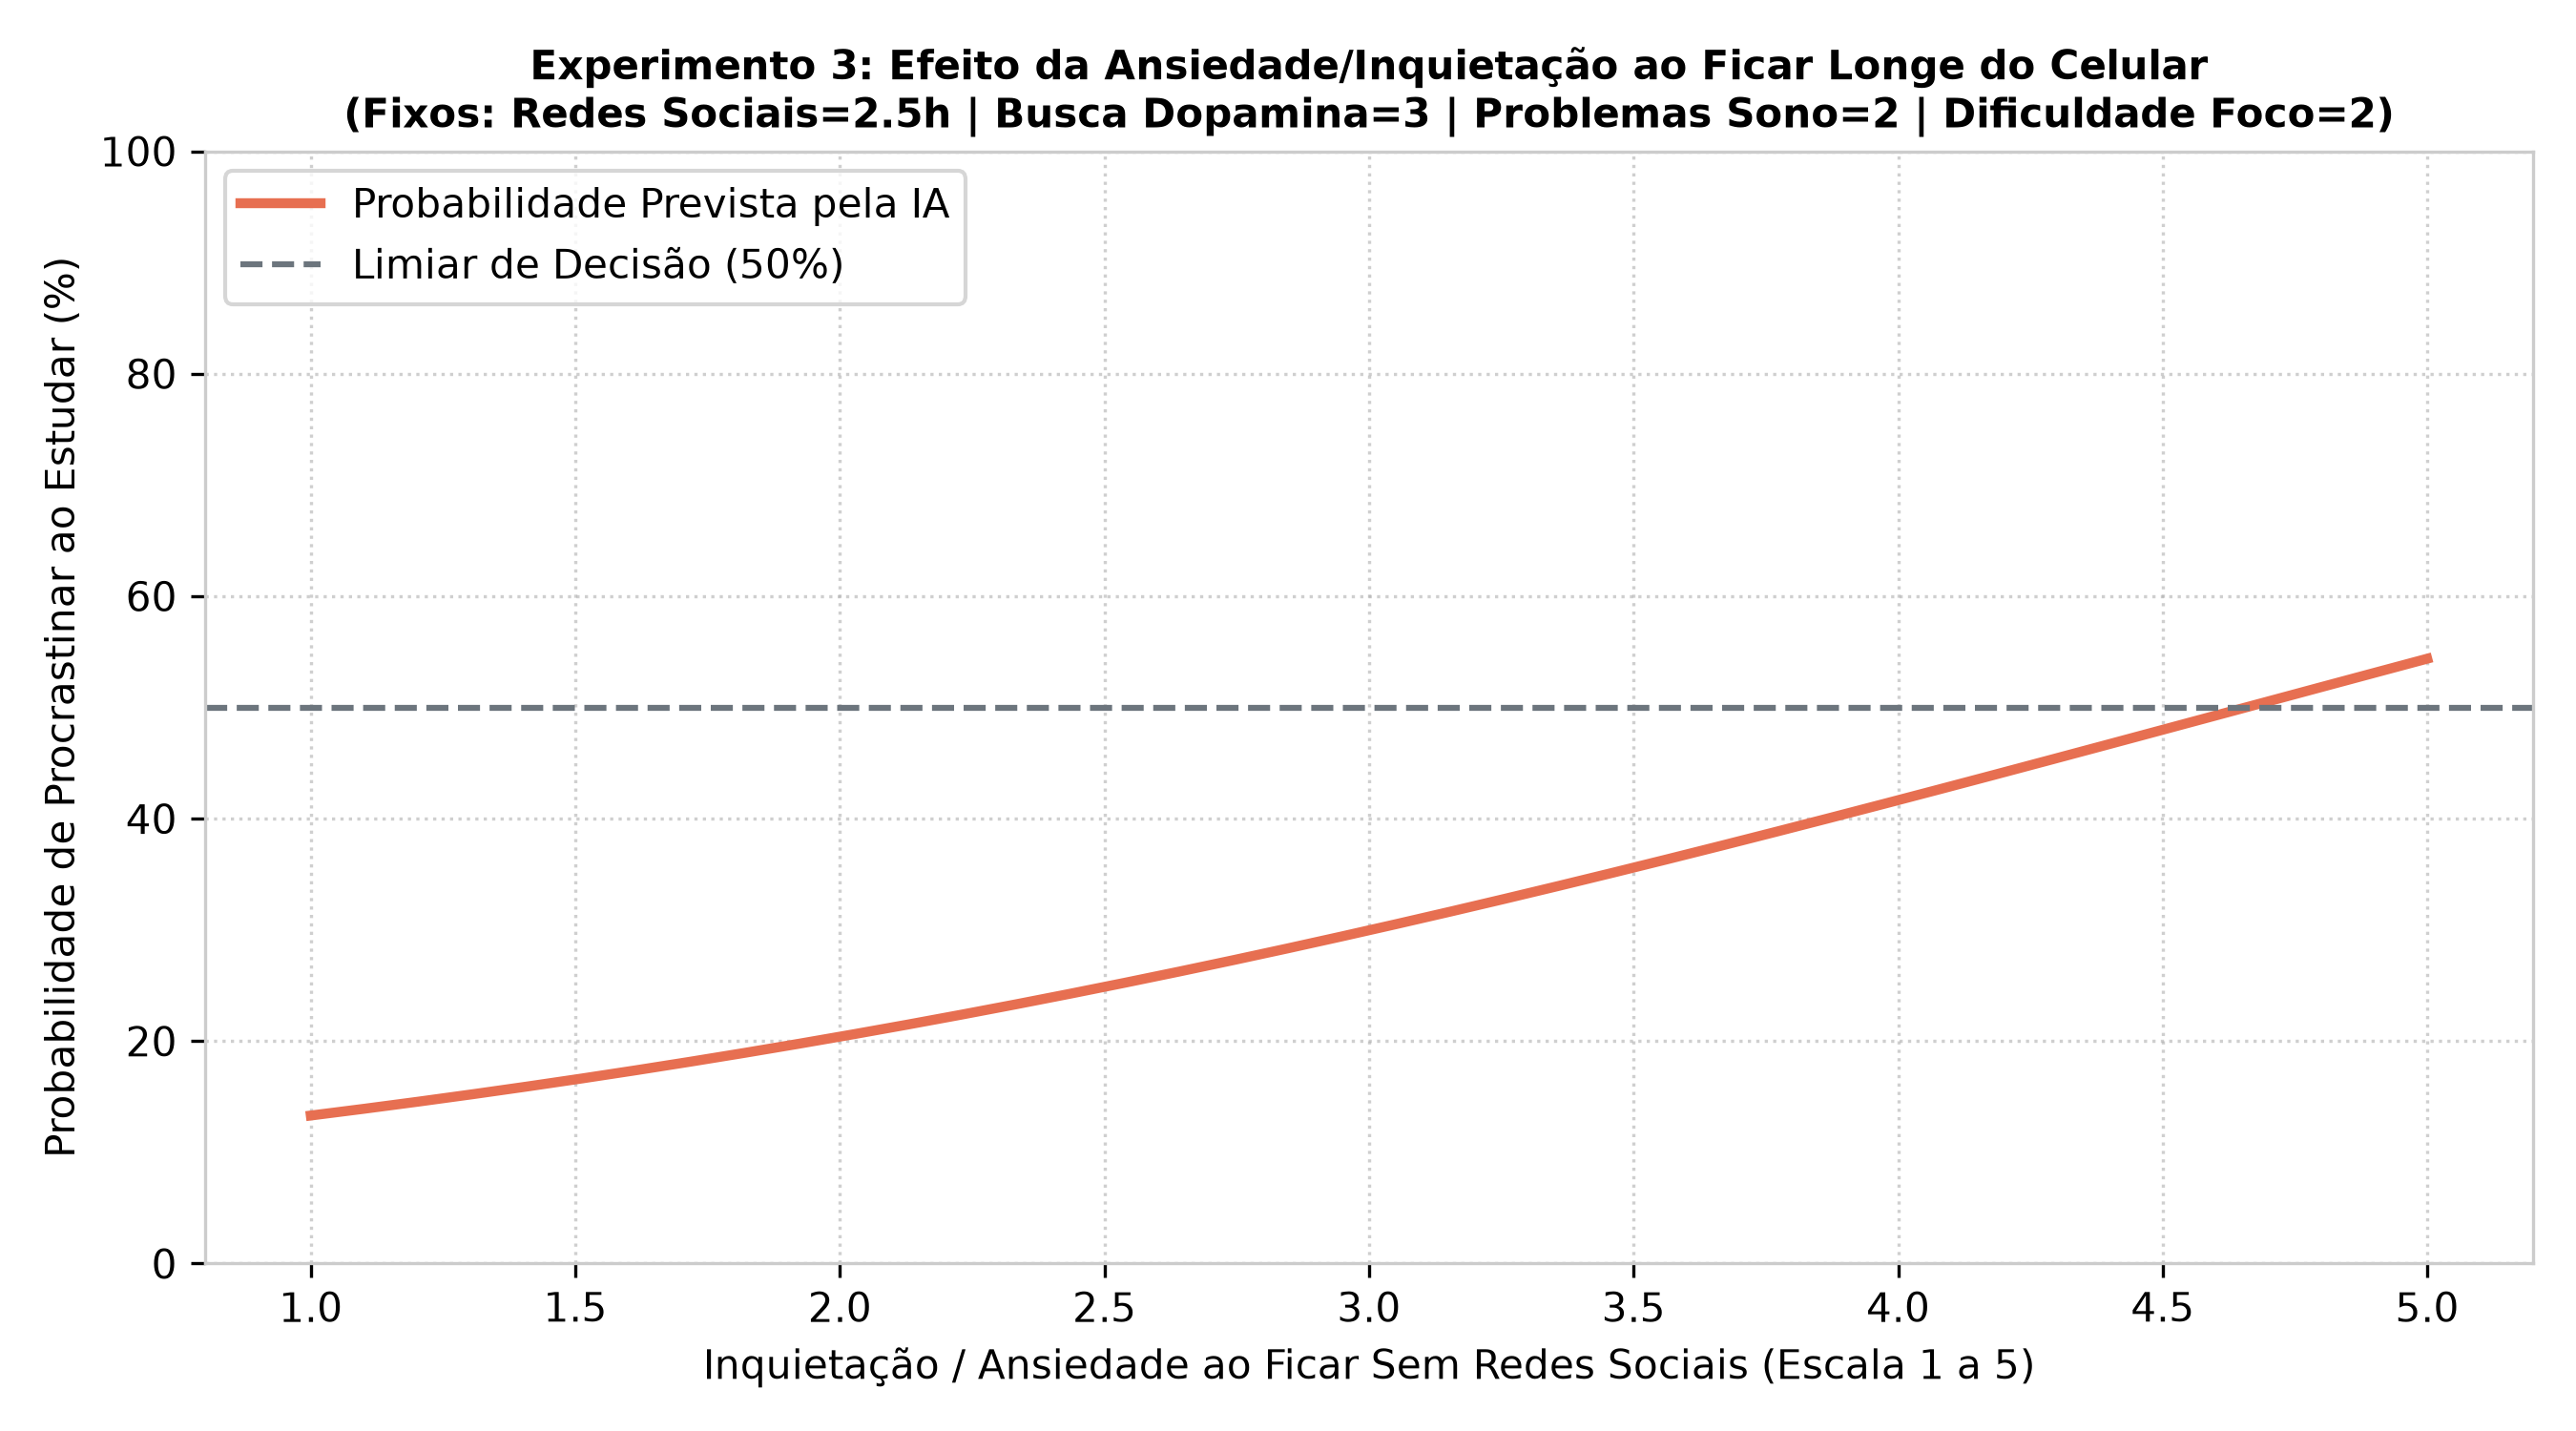 Experimento 3: Efeito da Ansiedade/Inquietação ao Ficar Longe do Celular
(Fixos: Redes Sociais=2.5h | Busca Dopamina=3 | Problemas Sono=2 | Dificuldade Foco=2)
Probabilidade Prevista pela IA
Limiar de Decisão (50%)
Probabilidade de Procrastinar ao Estudar (%)
100
80
60
40
20
0
1.0 1.5 2.0 2.5 3.0 3.5 4.0 4.5 5.0
Inquietação / Ansiedade ao Ficar Sem Redes Sociais (Escala 1 a 5)